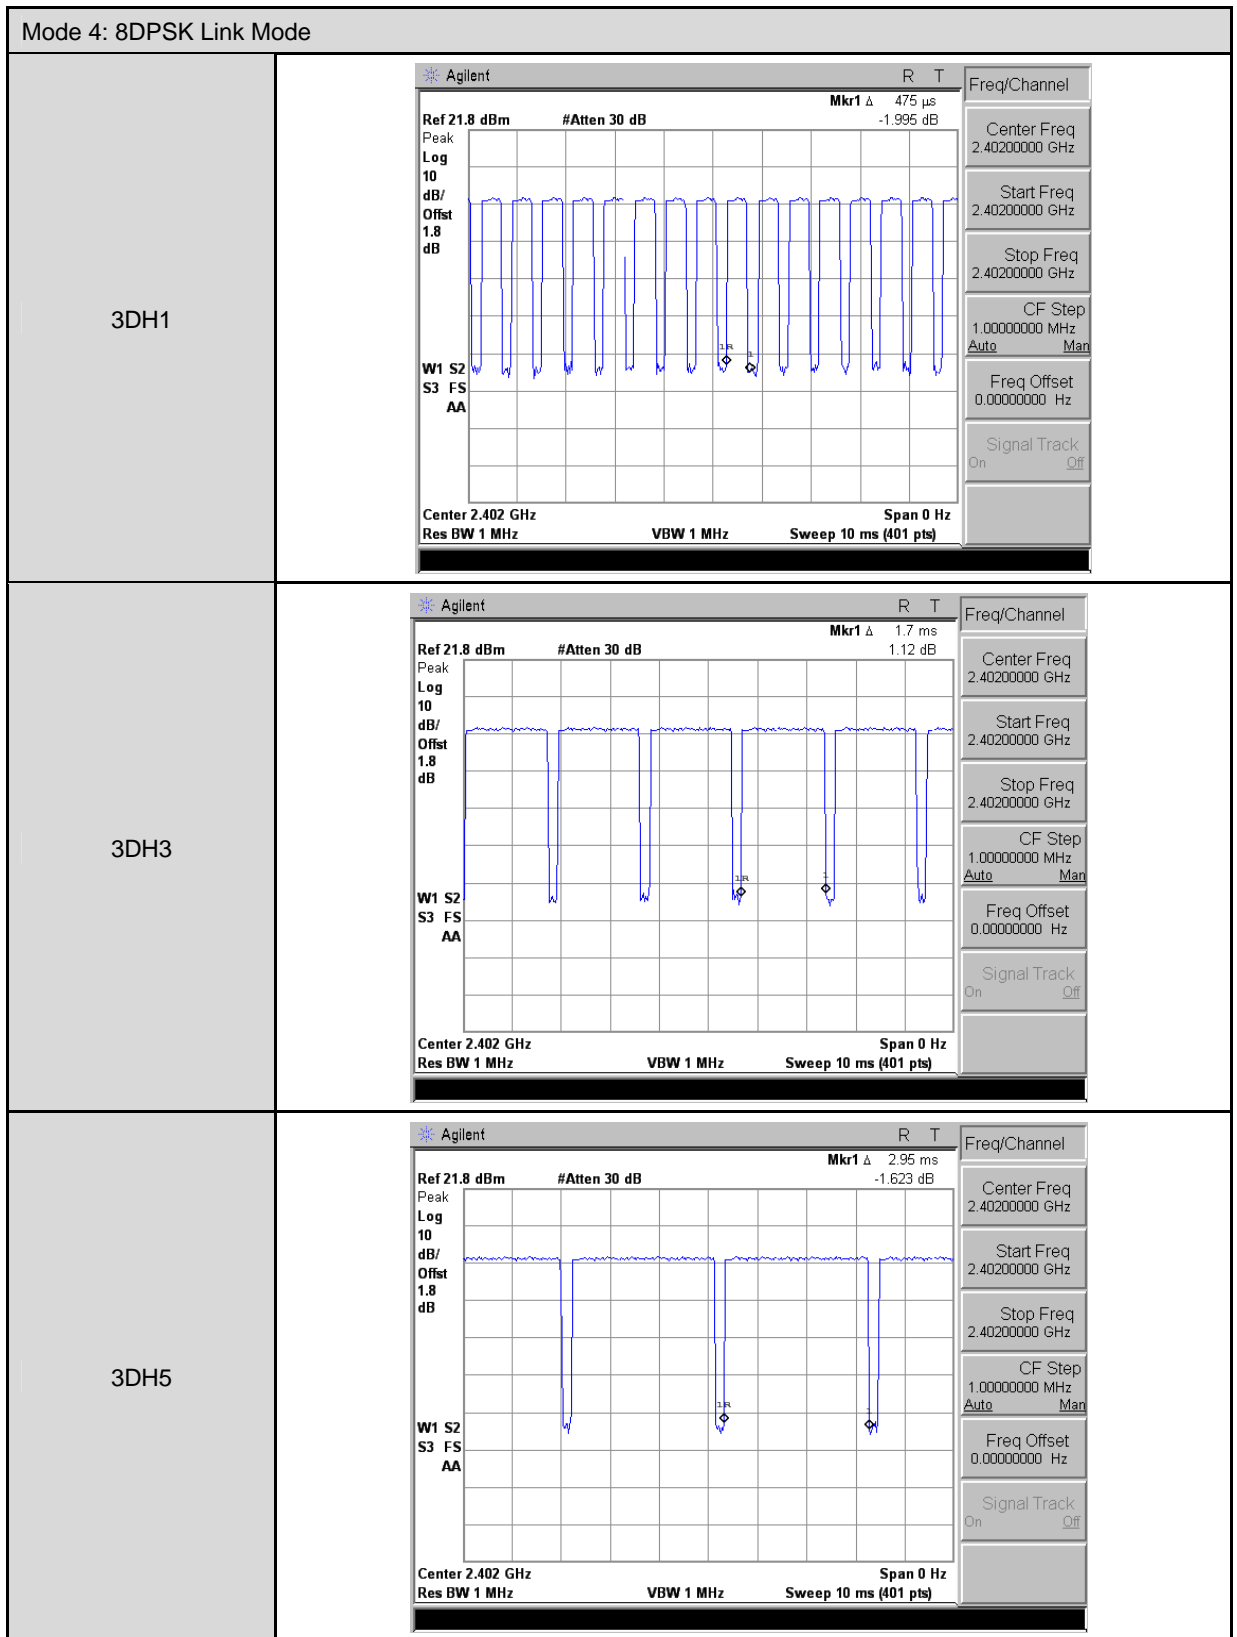 Mode 4: 8DPSK Link Mode
3DH1
Agilent R T
Mkr1 Δ 475 µs
Ref 21.8 dBm #Atten 30 dB -1.995 dB
Peak
Log
10
dB/
Offst
1.8
dB
1R 1
W1 S2
S3 FS
AA
Center 2.402 GHz Span 0 Hz
Res BW 1 MHz VBW 1 MHz Sweep 10 ms (401 pts)
Freq/Channel
Center Freq
2.40200000 GHz
Start Freq
2.40200000 GHz
Stop Freq
2.40200000 GHz
CF Step
1.00000000 MHz
Auto Man
Freq Offset
0.00000000 Hz
Signal Track
On Off
3DH3
Agilent R T
Mkr1 Δ 1.7 ms
Ref 21.8 dBm #Atten 30 dB 1.12 dB
Peak
Log
10
dB/
Offst
1.8
dB
1R 1
W1 S2
S3 FS
AA
Center 2.402 GHz Span 0 Hz
Res BW 1 MHz VBW 1 MHz Sweep 10 ms (401 pts)
Freq/Channel
Center Freq
2.40200000 GHz
Start Freq
2.40200000 GHz
Stop Freq
2.40200000 GHz
CF Step
1.00000000 MHz
Auto Man
Freq Offset
0.00000000 Hz
Signal Track
On Off
3DH5
Agilent R T
Mkr1 Δ 2.95 ms
Ref 21.8 dBm #Atten 30 dB -1.623 dB
Peak
Log
10
dB/
Offst
1.8
dB
1R 1
W1 S2
S3 FS
AA
Center 2.402 GHz Span 0 Hz
Res BW 1 MHz VBW 1 MHz Sweep 10 ms (401 pts)
Freq/Channel
Center Freq
2.40200000 GHz
Start Freq
2.40200000 GHz
Stop Freq
2.40200000 GHz
CF Step
1.00000000 MHz
Auto Man
Freq Offset
0.00000000 Hz
Signal Track
On Off